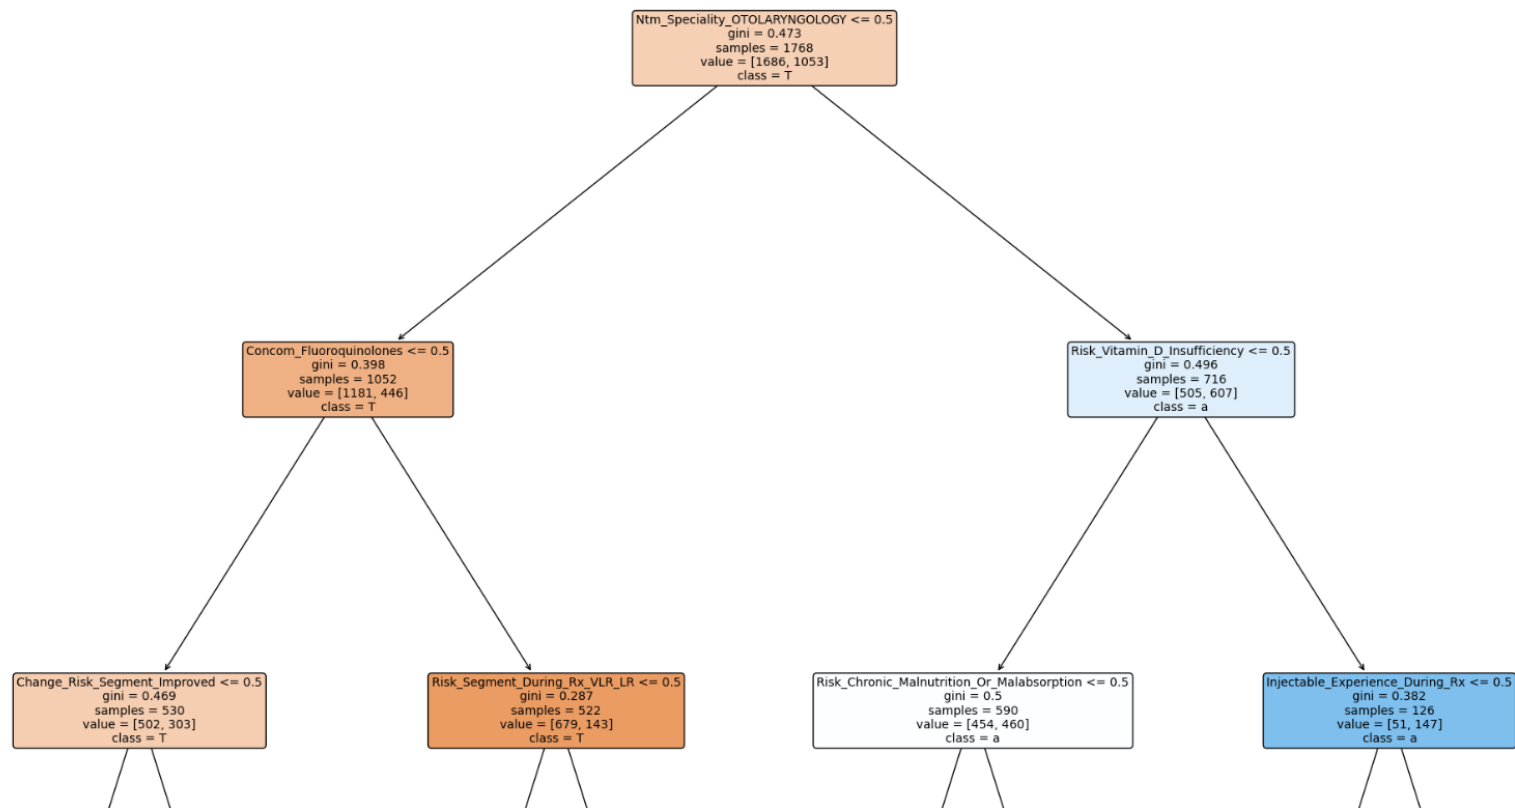 Ntm_Speciality_OTOLARYNGOLOGY <= 0.5
gini = 0.473
samples = 1768
value = [1686, 1053]
class = T
Concom_Fluoroquinolones <= 0.5
gini = 0.398
samples = 1052
value = [1181, 446]
class = T
Risk_Vitamin_D_Insufficiency <= 0.5
gini = 0.496
samples = 716
value = [505, 607]
class = a
Change_Risk_Segment_Improved <= 0.5
gini = 0.469
samples = 530
value = [502, 303]
class = T
Risk_Segment_During_Rx_VLR_LR <= 0.5
gini = 0.287
samples = 522
value = [679, 143]
class = T
Risk_Chronic_Malnutrition_Or_Malabsorption <= 0.5
gini = 0.5
samples = 590
value = [454, 460]
class = a
Injectable_Experience_During_Rx <= 0.5
gini = 0.382
samples = 126
value = [51, 147]
class = a